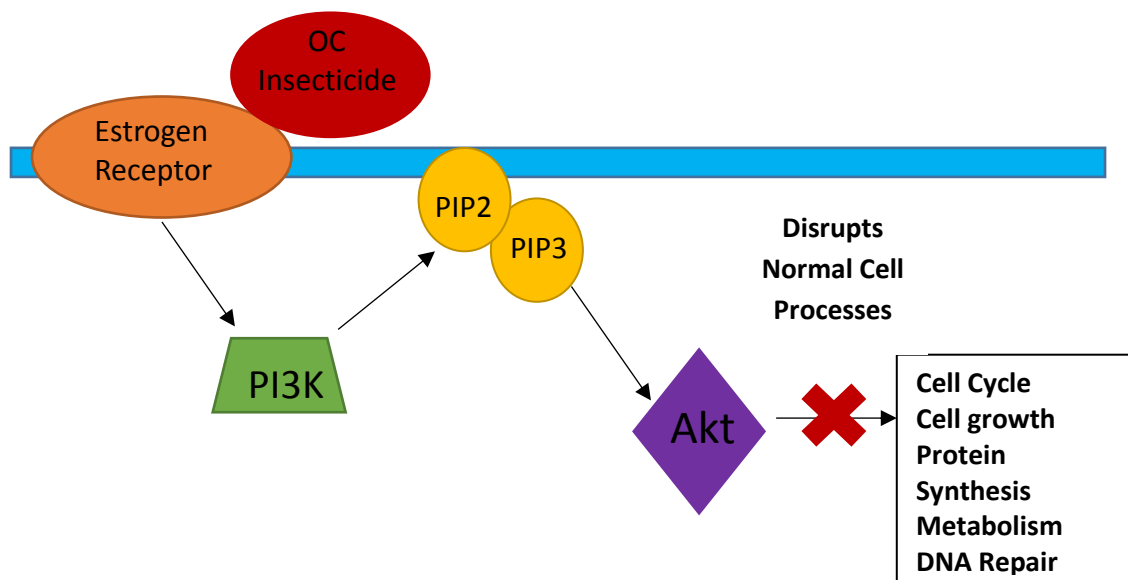 OC
Insecticide
Estrogen
Receptor
PIP2
PIP3
Disrupts
Normal Cell
Processes
PI3K
Akt
Cell Cycle
Cell growth
Protein
Synthesis
Metabolism
DNA Repair